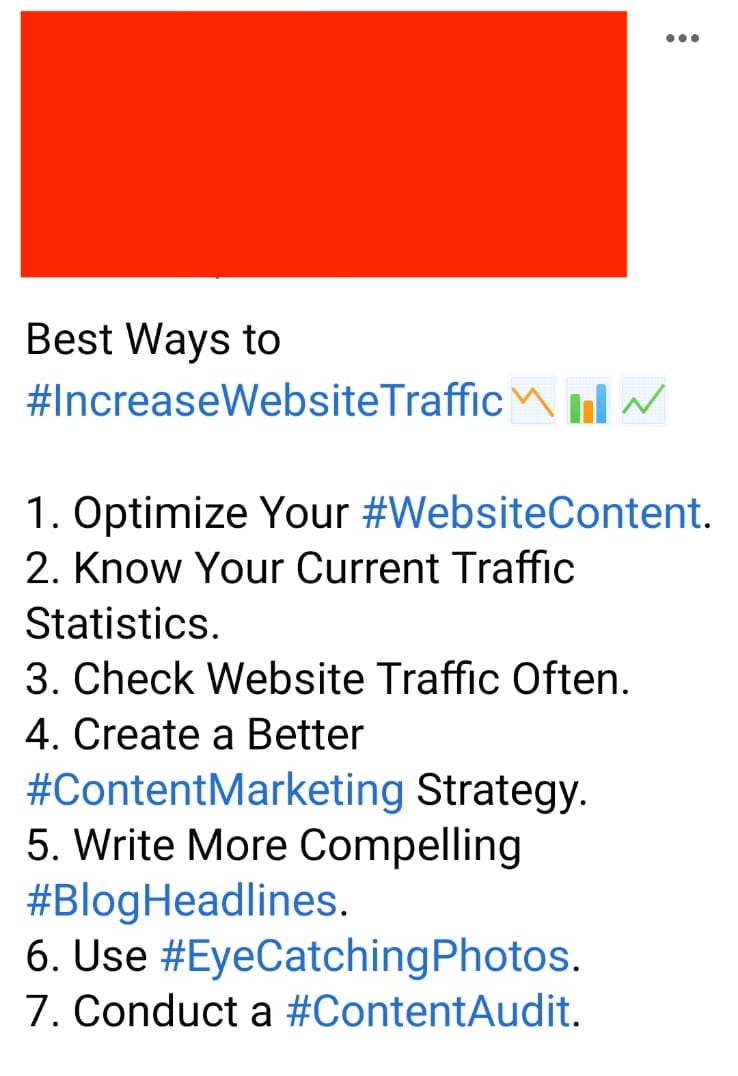 Best Ways to
#IncreaseWebsiteTraffic📉📊📈
1. Optimize Your #WebsiteContent.
2. Know Your Current Traffic
Statistics.
3. Check Website Traffic Often.
4. Create a Better
#ContentMarketing Strategy.
5. Write More Compelling
#BlogHeadlines.
6. Use #EyeCatchingPhotos.
7. Conduct a #ContentAudit.